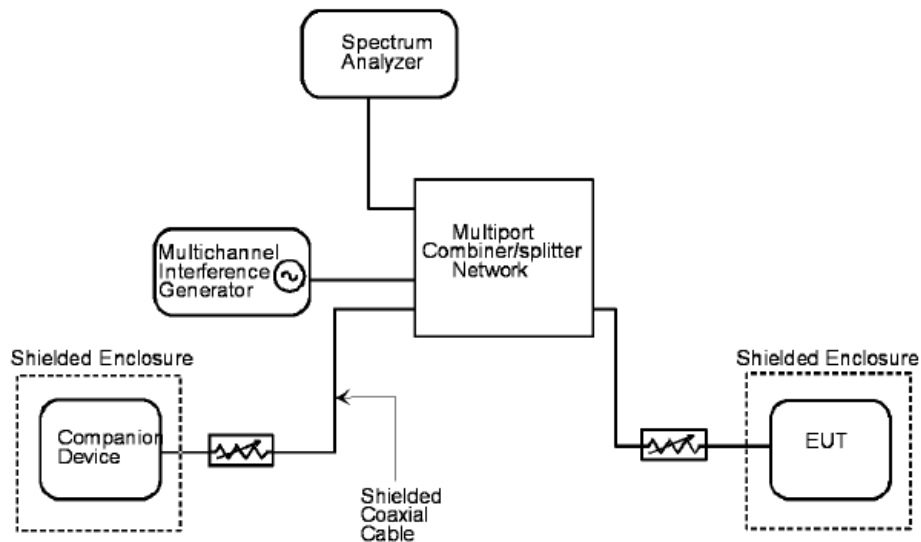 Spectrum
Analyzer
Multiport
Combiner/splitter
Network
Multichannel
Interference
Generator
Shielded Enclosure
Companion
Device
Shielded
Coaxial
Cable
Shielded Enclosure
EUT